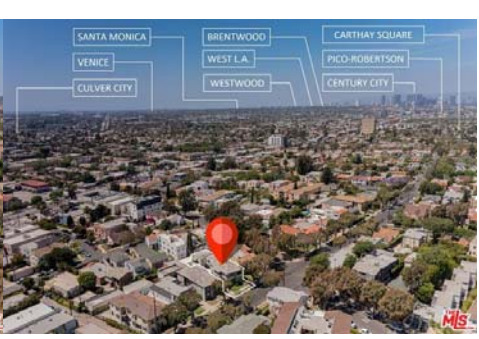 SANTA MONICA
BRENTWOOD
CARTHAY SQUARE
VENICE
WEST L.A.
PICO-ROBERTSON
CULVER CITY
WESTWOOD
CENTURY CITY
MLS